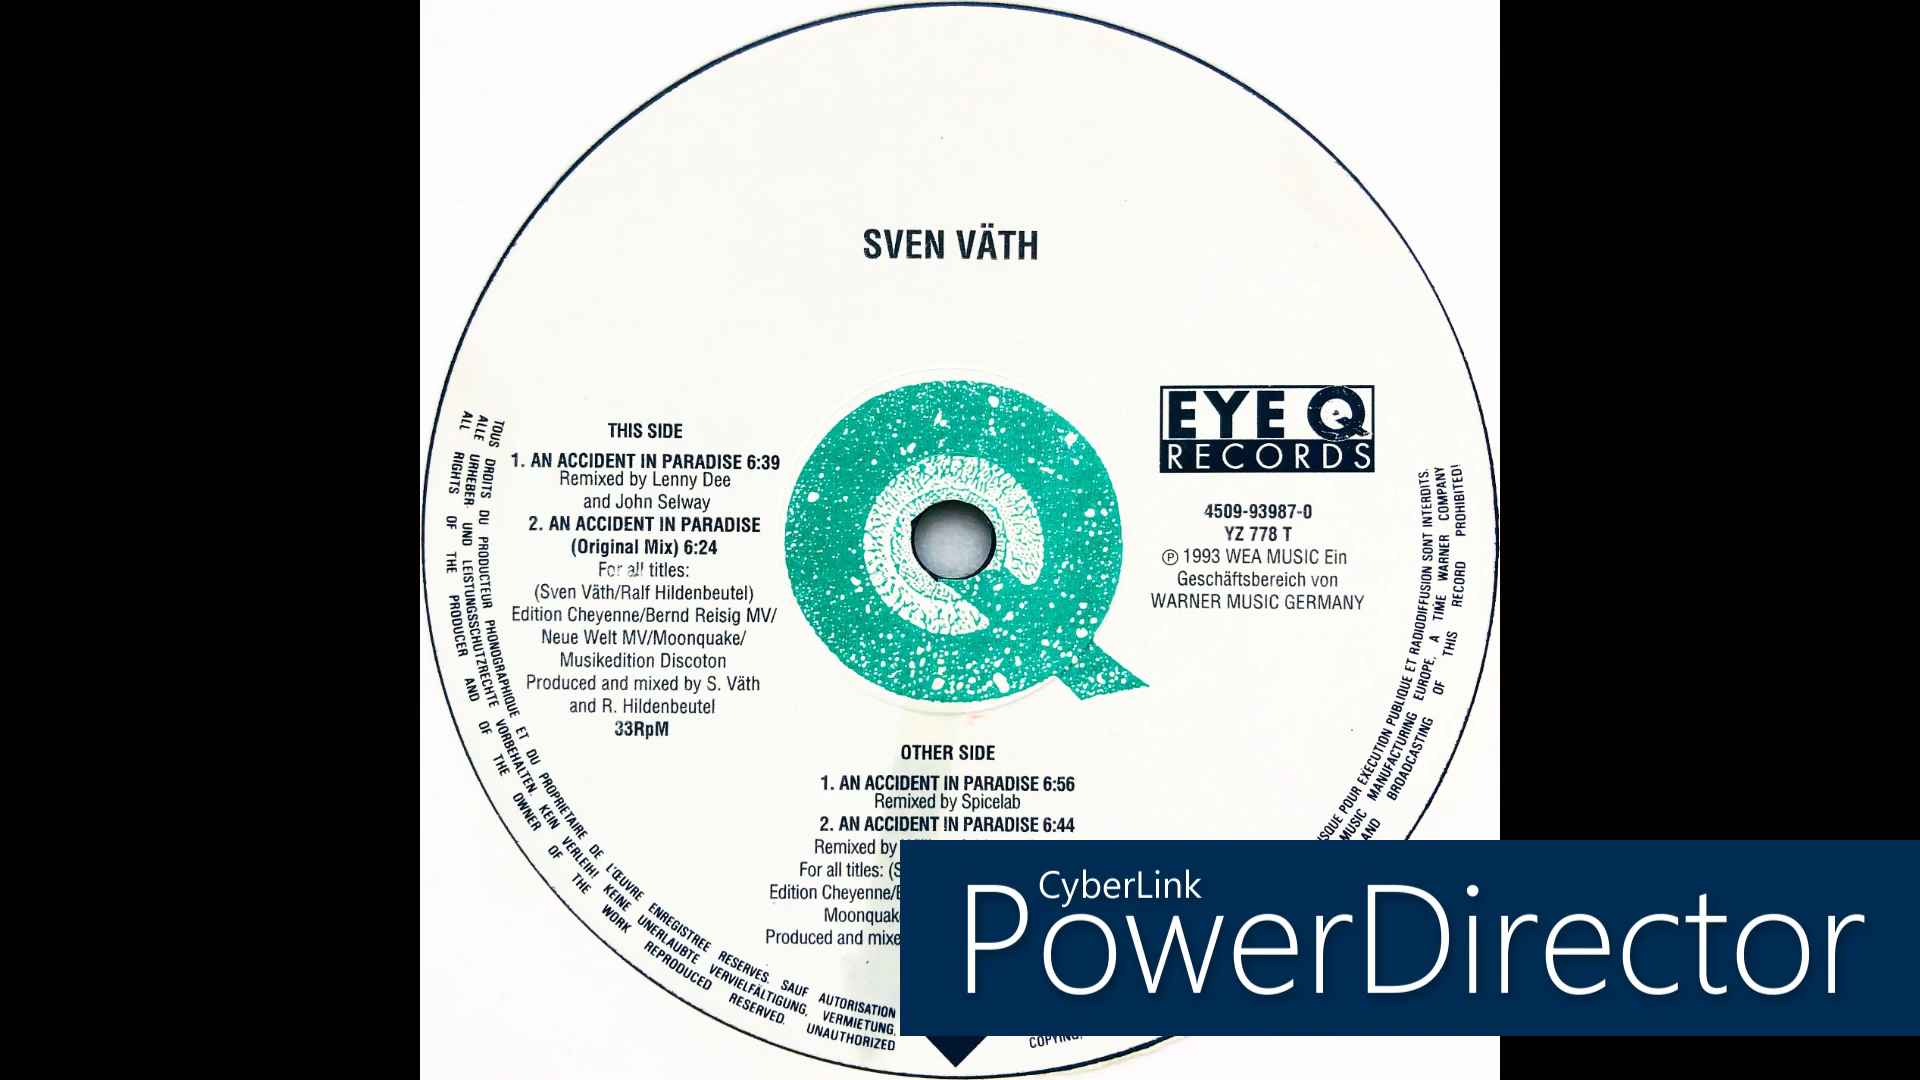 SVEN VÄTH
THIS SIDE
1. AN ACCIDENT IN PARADISE 6:39
Remixed by Lenny Dee
and John Selway
2. AN ACCIDENT IN PARADISE
(Original Mix) 6:24
For all titles:
(Sven Väth/Ralf Hildenbeutel)
Edition Cheyenne/Bernd Reisig MV/
Neue Welt MV/Moonquake/
Musikedition Discoton
Produced and mixed by S. Väth
and R. Hildenbeutel
33RpM
EYE Q
RECORDS
4509-93987-0
YZ 778 T
℗ 1993 WEA MUSIC Ein
Geschäftsbereich von
WARNER MUSIC GERMANY
OTHER SIDE
1. AN ACCIDENT IN PARADISE 6:56
Remixed by Spicelab
2. AN ACCIDENT IN PARADISE 6:44
Remixed by
For all titles: (S
Edition Cheyenne/
Moonquak
Produced and mixe
TOUS DROITS DU PRODUCTEUR PHONOGRAPHIQUE ET DU PROPRIETAIRE DE L'ŒUVRE ENREGISTREE RESERVES. SAUF AUTORISATION
ALLE URHEBER- UND LEISTUNGSSCHUTZRECHTE VORBEHALTEN. KEIN VERLEIH! KEINE UNERLAUBTE VERVIELFÄLTIGUNG, VERMIETUNG,
ALL RIGHTS OF THE PRODUCER AND OF THE OWNER OF THE WORK REPRODUCED RESERVED. UNAUTHORIZED
COPYING,
ISQUE POUR EXECUTION PUBLIQUE ET RADIODIFFUSION SONT INTERDITS.
MUSIC MANUFACTURING EUROPE, A TIME WARNER COMPANY
AND BROADCASTING OF THIS RECORD PROHIBITED!
CyberLink
PowerDirector